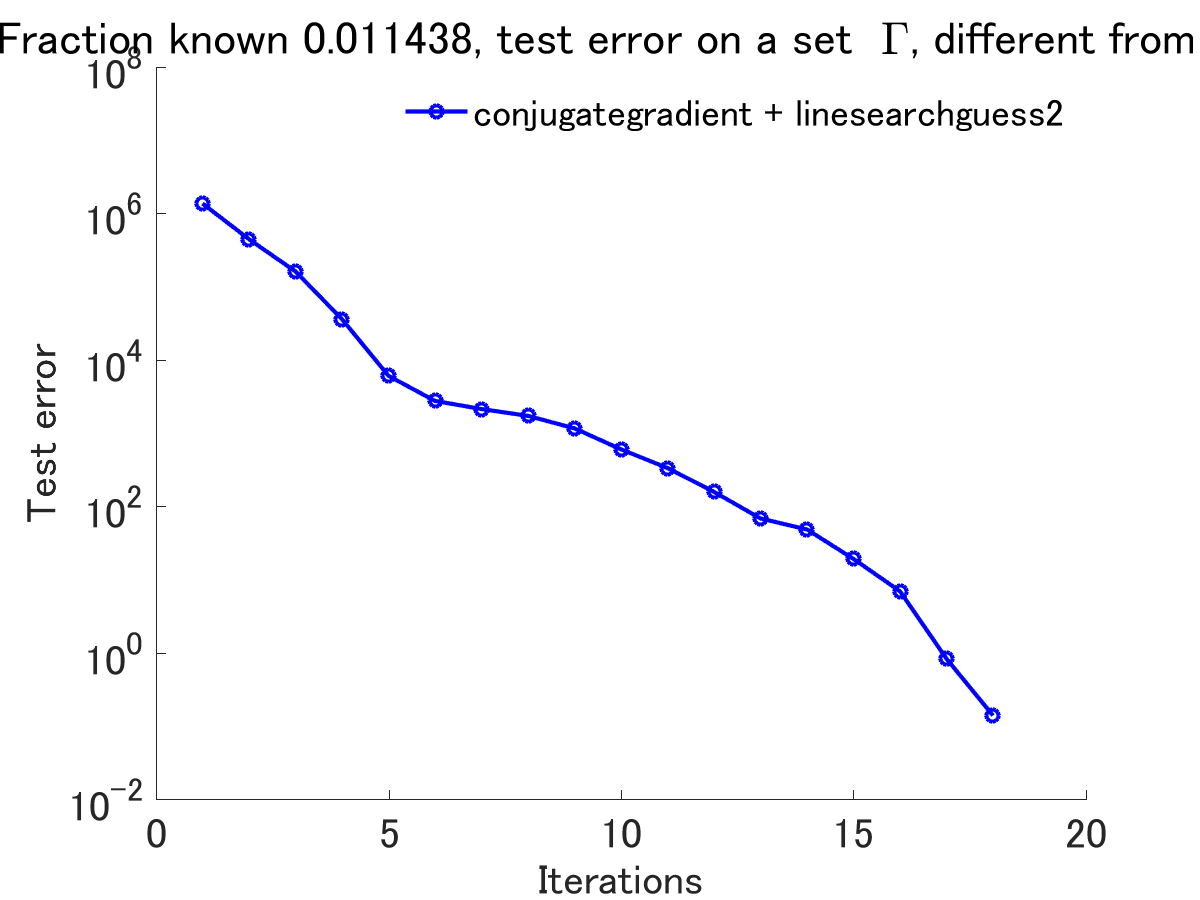 Fraction known 0.011438, test error on a set Γ, different from
conjugategradient + linesearchguess2
10^8
10^6
10^4
10^2
10^0
10^-2
Test error
0 5 10 15 20
Iterations